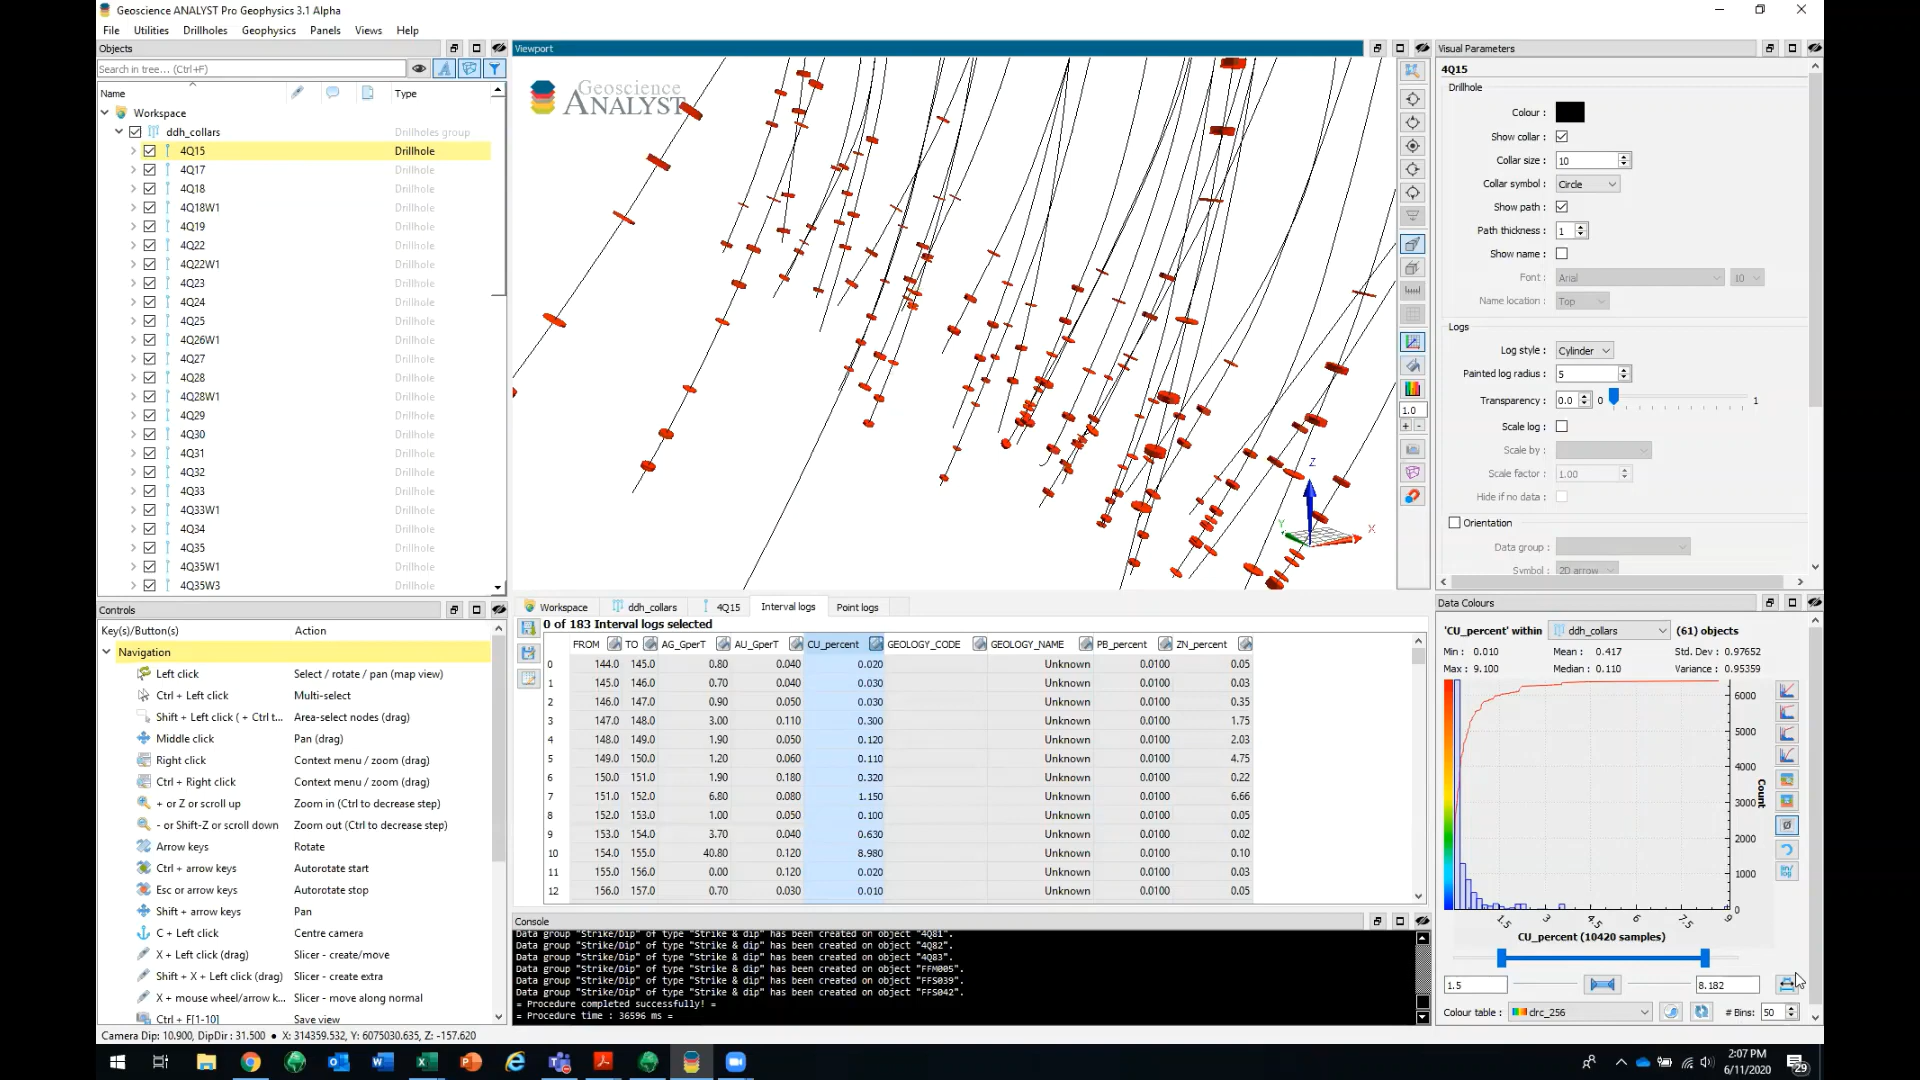 Geoscience ANALYST Pro Geophysics 3.1 Alpha
File Utilities Drillholes Geophysics Panels Views Help
Objects
Search in tree... (Ctrl+F)
Name Type
Workspace
ddh_collars Drillholes group
4Q15 Drillhole
4Q17 Drillhole
4Q18 Drillhole
4Q18W1 Drillhole
4Q19 Drillhole
4Q22 Drillhole
4Q22W1 Drillhole
4Q23 Drillhole
4Q24 Drillhole
4Q25 Drillhole
4Q26W1 Drillhole
4Q27 Drillhole
4Q28 Drillhole
4Q28W1 Drillhole
4Q29 Drillhole
4Q30 Drillhole
4Q31 Drillhole
4Q32 Drillhole
4Q33 Drillhole
4Q33W1 Drillhole
4Q34 Drillhole
4Q35 Drillhole
4Q35W1 Drillhole
4Q35W3 Drillhole
Controls
Key(s)/Button(s) Action
Navigation
Left click Select / rotate / pan (map view)
Ctrl + Left click Multi-select
Shift + Left click ( + Ctrl t... Area-select nodes (drag)
Middle click Pan (drag)
Right click Context menu / zoom (drag)
Ctrl + Right click Context menu / zoom (drag)
+ or Z or scroll up Zoom in (Ctrl to decrease step)
- or Shift-Z or scroll down Zoom out (Ctrl to decrease step)
Arrow keys Rotate
Ctrl + arrow keys Autorotate start
Esc or arrow keys Autorotate stop
Shift + arrow keys Pan
C + Left click Centre camera
X + Left click (drag) Slicer - create/move
Shift + X + Left click (drag) Slicer - create extra
X + mouse wheel/arrow k... Slicer - move along normal
Ctrl + F[1-10] Save view
Camera Dip: 10.900, DipDir : 31.500 • X: 314359.532, Y: 6075030.635, Z: -157.620
Viewport
Geoscience
ANALYST
Z
Y
X
1.0
+ -
Workspace ddh_collars 4Q15 Interval logs Point logs
0 of 183 Interval logs selected
FROM TO AG_GperT AU_GperT CU_percent GEOLOGY_CODE GEOLOGY_NAME PB_percent ZN_percent
0 144.0 145.0 0.80 0.040 0.020 Unknown 0.0100 0.05
1 145.0 146.0 0.70 0.040 0.030 Unknown 0.0100 0.03
2 146.0 147.0 0.90 0.050 0.030 Unknown 0.0100 0.35
3 147.0 148.0 3.00 0.110 0.300 Unknown 0.0100 1.75
4 148.0 149.0 1.90 0.050 0.120 Unknown 0.0100 2.03
5 149.0 150.0 1.20 0.060 0.110 Unknown 0.0100 4.75
6 150.0 151.0 1.90 0.180 0.320 Unknown 0.0100 0.22
7 151.0 152.0 6.80 0.080 1.150 Unknown 0.0100 6.66
8 152.0 153.0 1.00 0.050 0.100 Unknown 0.0100 0.05
9 153.0 154.0 3.70 0.040 0.630 Unknown 0.0100 0.02
10 154.0 155.0 40.80 0.120 8.980 Unknown 0.0100 0.10
11 155.0 156.0 0.00 0.120 0.020 Unknown 0.0100 0.03
12 156.0 157.0 0.70 0.030 0.010 Unknown 0.0100 0.05
Console
Data group "Strike/Dip" of type "Strike & dip" has been created on object "4Q81".
Data group "Strike/Dip" of type "Strike & dip" has been created on object "4Q82".
Data group "Strike/Dip" of type "Strike & dip" has been created on object "4Q83".
Data group "Strike/Dip" of type "Strike & dip" has been created on object "FFM005".
Data group "Strike/Dip" of type "Strike & dip" has been created on object "FFS039".
Data group "Strike/Dip" of type "Strike & dip" has been created on object "FFS042".
= Procedure completed successfully! =
= Procedure time : 36596 ms =
Visual Parameters
4Q15
Drillhole
Colour :
Show collar :
Collar size : 10
Collar symbol : Circle
Show path :
Path thickness : 1
Show name :
Font : Arial 10
Name location : Top
Logs
Log style : Cylinder
Painted log radius : 5
Transparency : 0.0 0 1
Scale log :
Scale by :
Scale factor : 1.00
Hide if no data :
Orientation
Data group :
Symbol : 2D arrow
Data Colours
'CU_percent' within ddh_collars (61) objects
Min : 0.010 Mean : 0.417 Std. Dev : 0.97652
Max : 9.100 Median : 0.110 Variance : 0.95359
6000
5000
4000
3000
2000
1000
0
Count
1.5 3 4.5 6 7.5 9
CU_percent (10420 samples)
1.5 8.182
Colour table : clrc_256 # Bins: 50
2:07 PM
6/11/2020
29